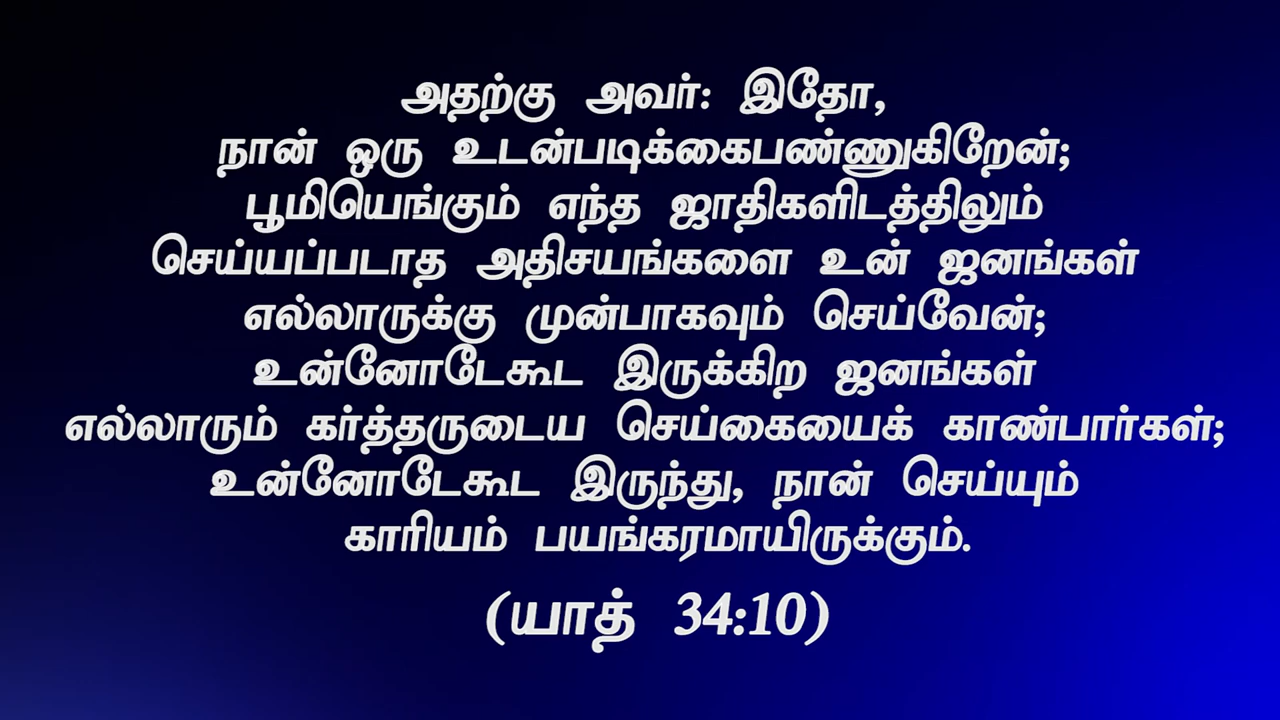 அதற்கு அவர்: இதோ,
நான் ஒரு உடன்படிக்கைபண்ணுகிறேன்;
பூமியெங்கும் எந்த ஜாதிகளிடத்திலும்
செய்யப்படாத அதிசயங்களை உன் ஜனங்கள்
எல்லாருக்கு முன்பாகவும் செய்வேன்;
உன்னோடேகூட இருக்கிற ஜனங்கள்
எல்லாரும் கர்த்தருடைய செய்கையைக் காண்பார்கள்;
உன்னோடேகூட இருந்து, நான் செய்யும்
காரியம் பயங்கரமாயிருக்கும்.
(யாத் 34:10)